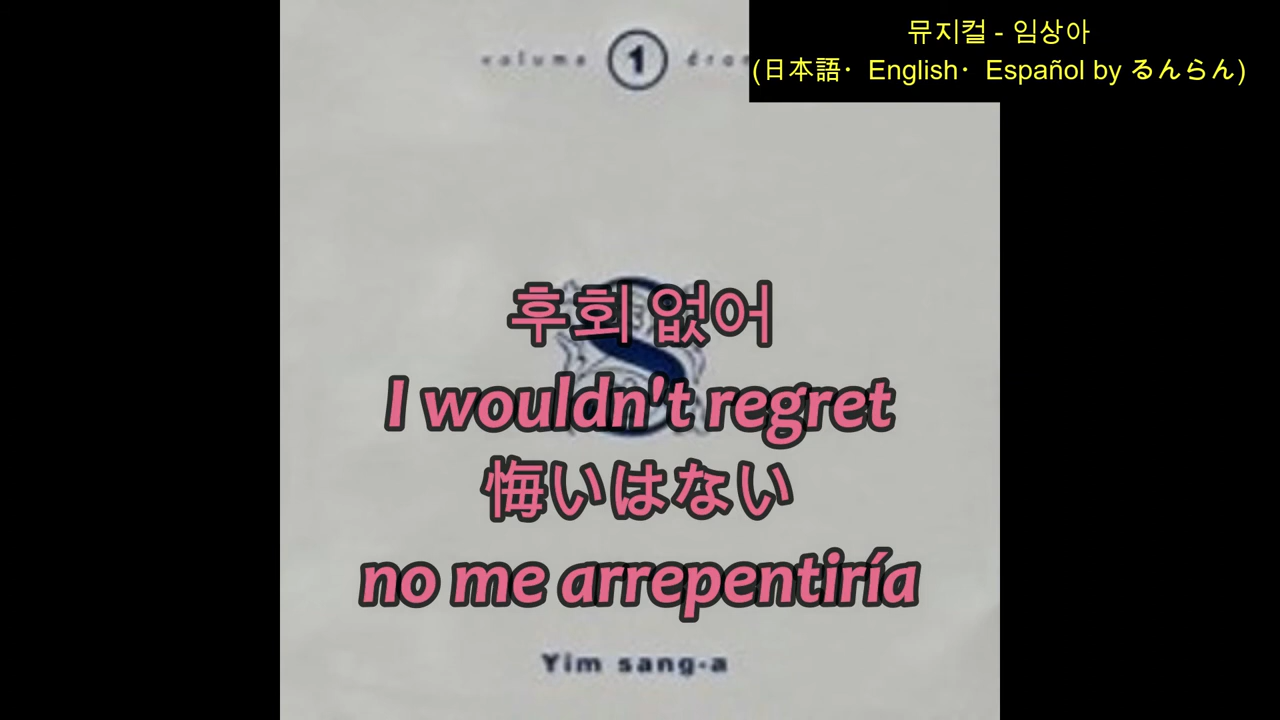 뮤지컬 - 임상아
(日本語・English・Español by るんらん)
volume 1
후회 없어
I wouldn't regret
悔いはない
no me arrepentiría
Yim sang-a